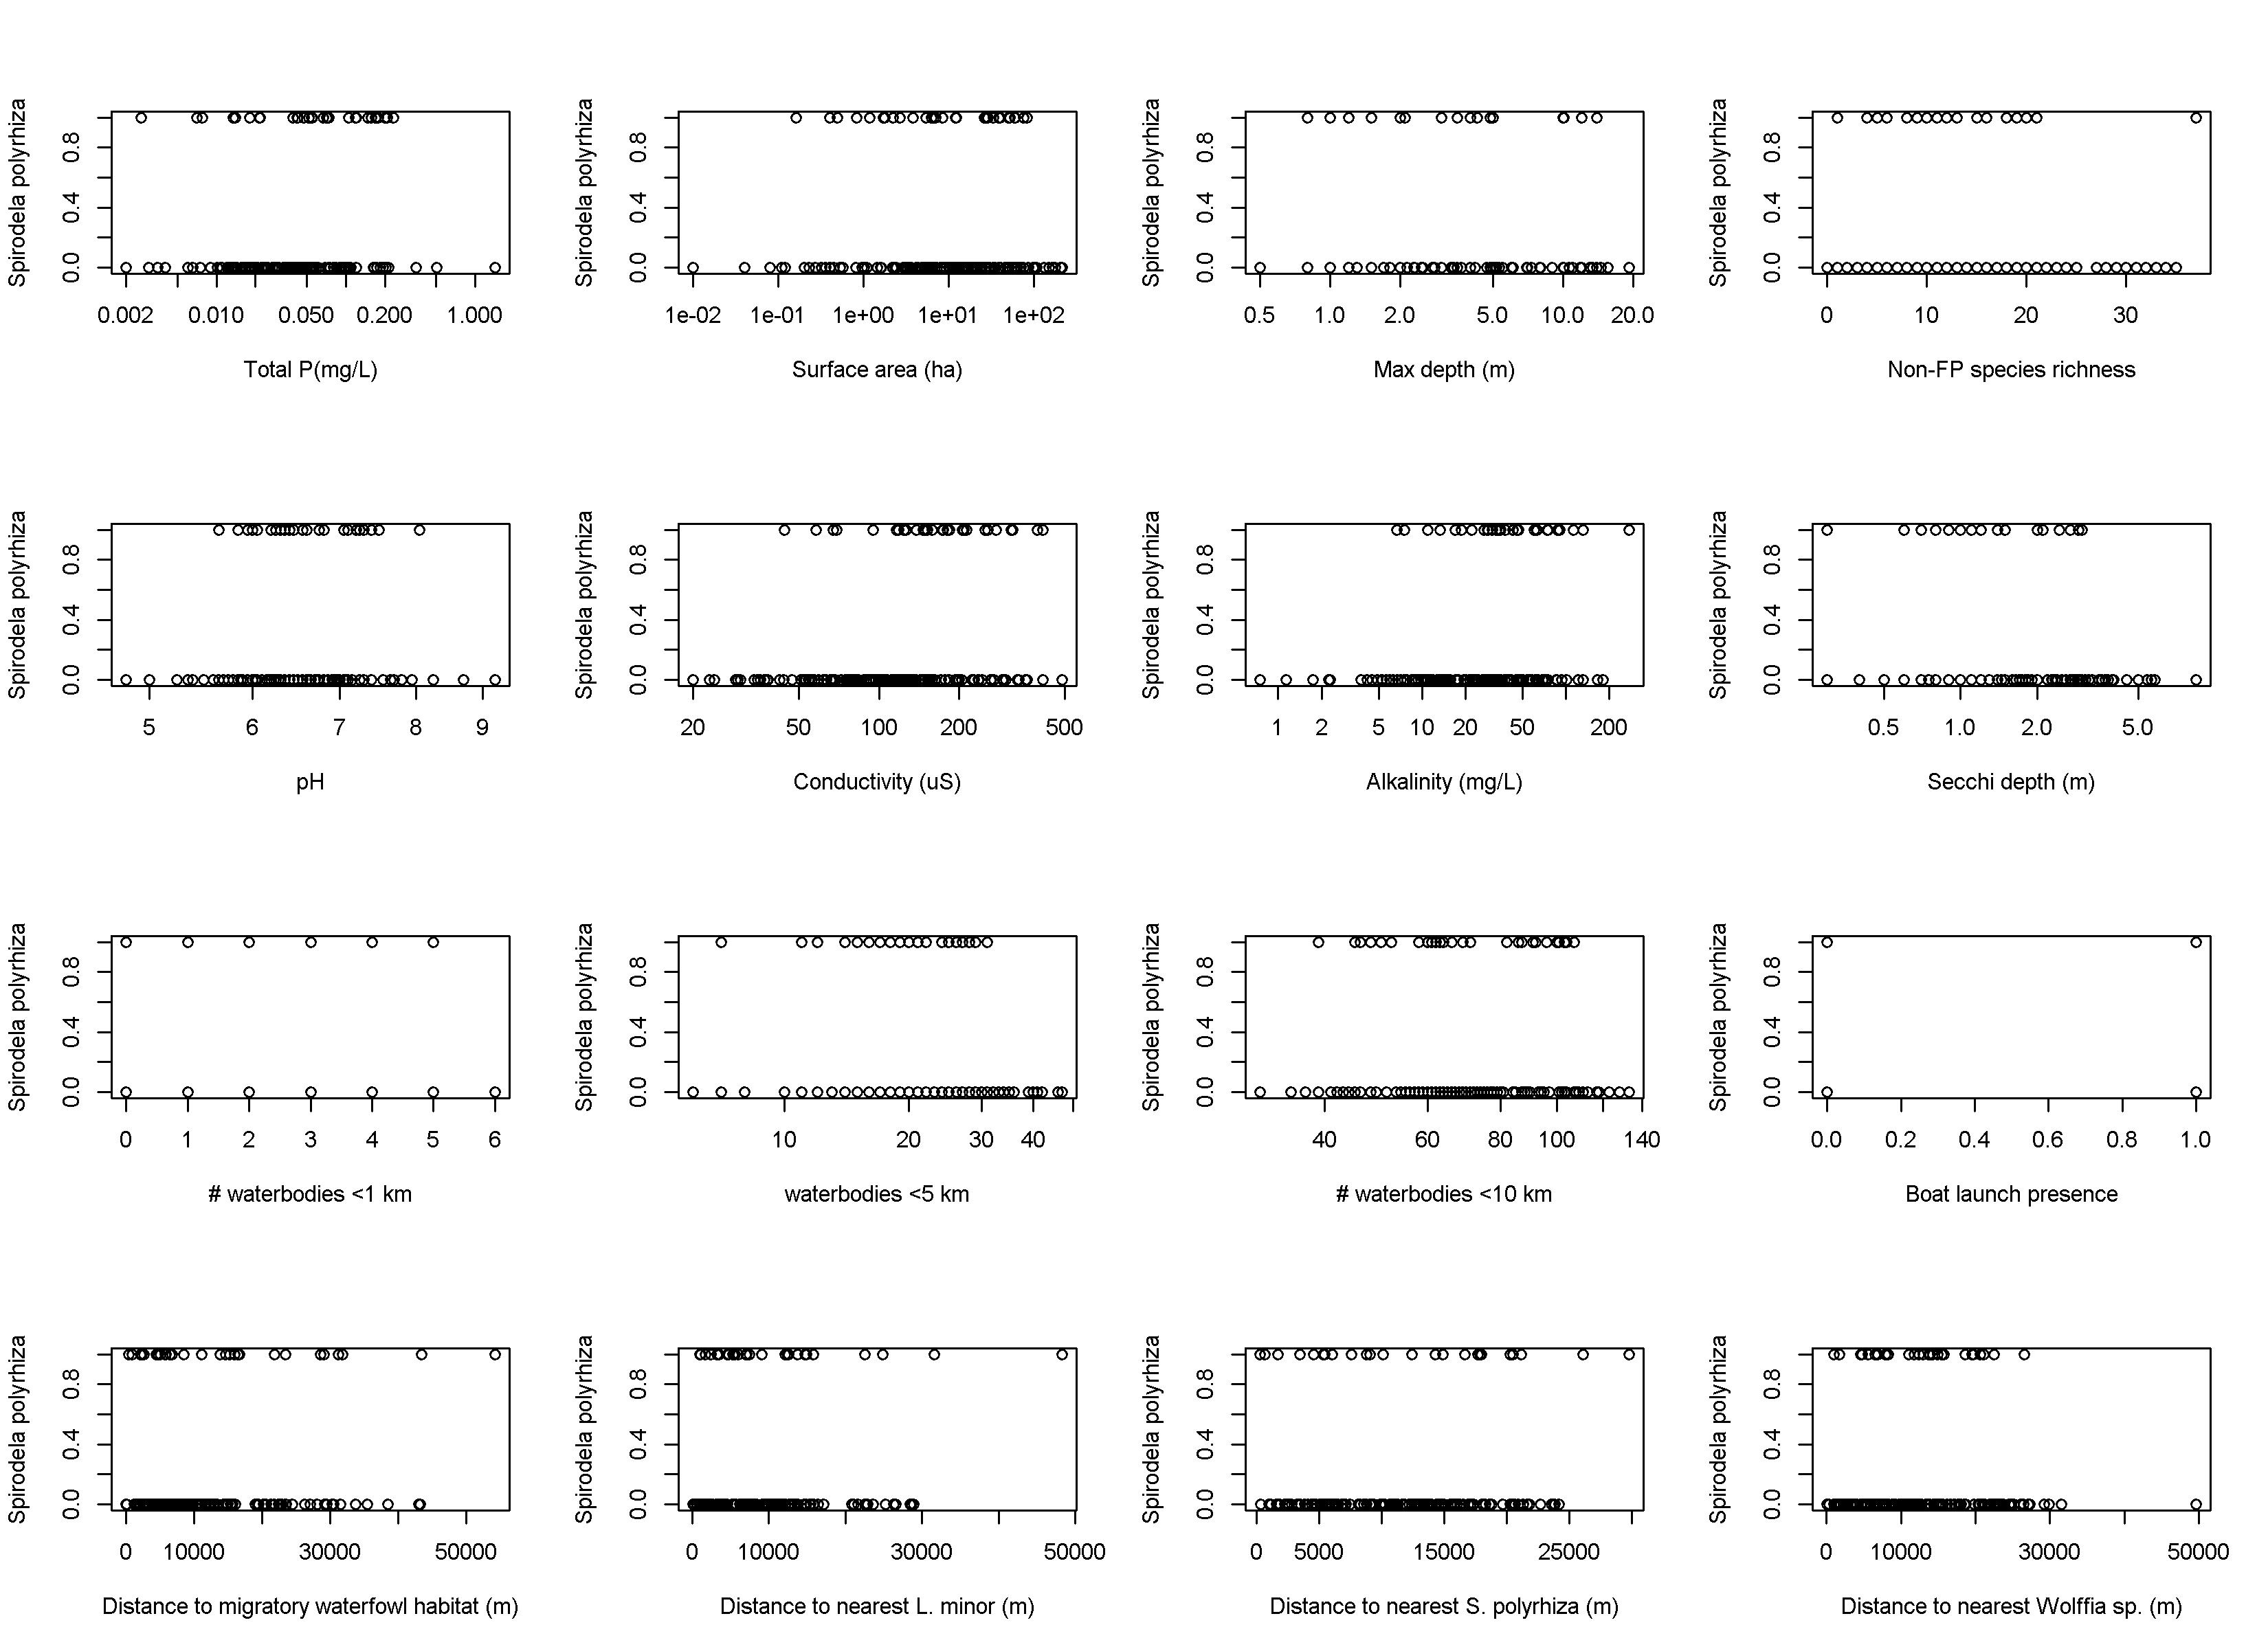 Spirodela polyrhiza
0.0 0.4 0.8
0.002 0.010 0.050 0.200 1.000
Total P(mg/L)
Spirodela polyrhiza
0.0 0.4 0.8
1e-02 1e-01 1e+00 1e+01 1e+02
Surface area (ha)
Spirodela polyrhiza
0.0 0.4 0.8
0.5 1.0 2.0 5.0 10.0 20.0
Max depth (m)
Spirodela polyrhiza
0.0 0.4 0.8
0 10 20 30
Non-FP species richness
Spirodela polyrhiza
0.0 0.4 0.8
5 6 7 8 9
pH
Spirodela polyrhiza
0.0 0.4 0.8
20 50 100 200 500
Conductivity (uS)
Spirodela polyrhiza
0.0 0.4 0.8
1 2 5 10 20 50 200
Alkalinity (mg/L)
Spirodela polyrhiza
0.0 0.4 0.8
0.5 1.0 2.0 5.0
Secchi depth (m)
Spirodela polyrhiza
0.0 0.4 0.8
0 1 2 3 4 5 6
# waterbodies <1 km
Spirodela polyrhiza
0.0 0.4 0.8
10 20 30 40
waterbodies <5 km
Spirodela polyrhiza
0.0 0.4 0.8
40 60 80 100 140
# waterbodies <10 km
Spirodela polyrhiza
0.0 0.4 0.8
0.0 0.2 0.4 0.6 0.8 1.0
Boat launch presence
Spirodela polyrhiza
0.0 0.4 0.8
0 10000 30000 50000
Distance to migratory waterfowl habitat (m)
Spirodela polyrhiza
0.0 0.4 0.8
0 10000 30000 50000
Distance to nearest L. minor (m)
Spirodela polyrhiza
0.0 0.4 0.8
0 5000 15000 25000
Distance to nearest S. polyrhiza (m)
Spirodela polyrhiza
0.0 0.4 0.8
0 10000 30000 50000
Distance to nearest Wolffia sp. (m)